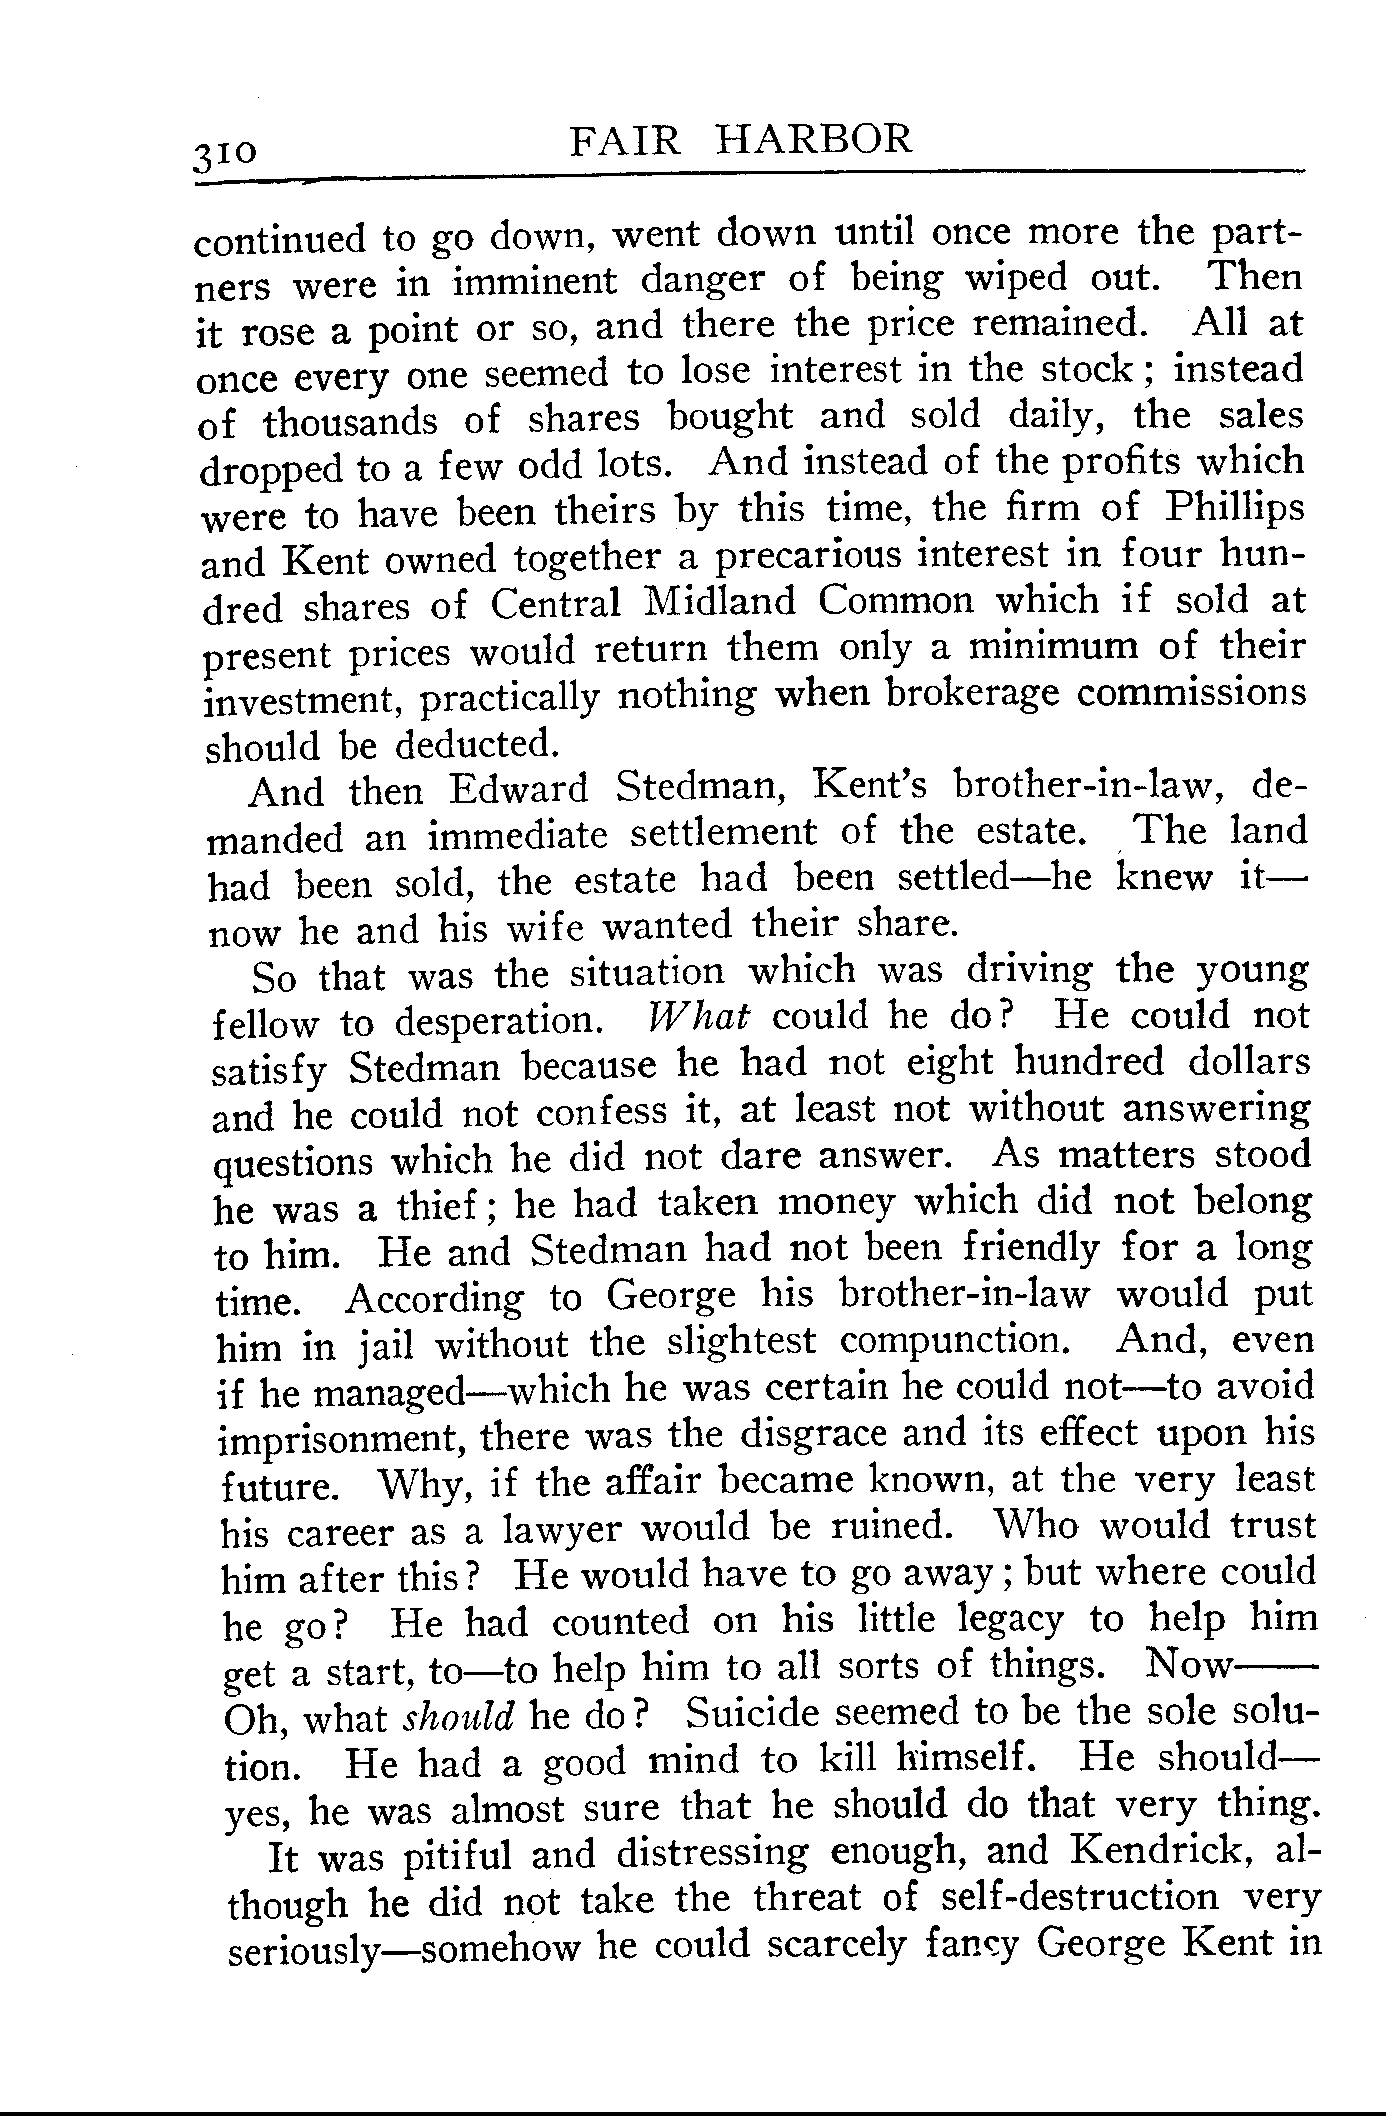 310 FAIR HARBOR
continued to go down, went down until once more the part-
ners were in imminent danger of being wiped out. Then
it rose a point or so, and there the price remained. All at
once every one seemed to lose interest in the stock; instead
of thousands of shares bought and sold daily, the sales
dropped to a few odd lots. And instead of the profits which
were to have been theirs by this time, the firm of Phillips
and Kent owned together a precarious interest in four hun-
dred shares of Central Midland Common which if sold at
present prices would return them only a minimum of their
investment, practically nothing when brokerage commissions
should be deducted.
And then Edward Stedman, Kent's brother-in-law, de-
manded an immediate settlement of the estate. The land
had been sold, the estate had been settled—he knew it—
now he and his wife wanted their share.
So that was the situation which was driving the young
fellow to desperation. What could he do? He could not
satisfy Stedman because he had not eight hundred dollars
and he could not confess it, at least not without answering
questions which he did not dare answer. As matters stood
he was a thief; he had taken money which did not belong
to him. He and Stedman had not been friendly for a long
time. According to George his brother-in-law would put
him in jail without the slightest compunction. And, even
if he managed—which he was certain he could not—to avoid
imprisonment, there was the disgrace and its effect upon his
future. Why, if the affair became known, at the very least
his career as a lawyer would be ruined. Who would trust
him after this? He would have to go away; but where could
he go? He had counted on his little legacy to help him
get a start, to—to help him to all sorts of things. Now——
Oh, what should he do? Suicide seemed to be the sole solu-
tion. He had a good mind to kill himself. He should—
yes, he was almost sure that he should do that very thing.
It was pitiful and distressing enough, and Kendrick, al-
though he did not take the threat of self-destruction very
seriously—somehow he could scarcely fancy George Kent in